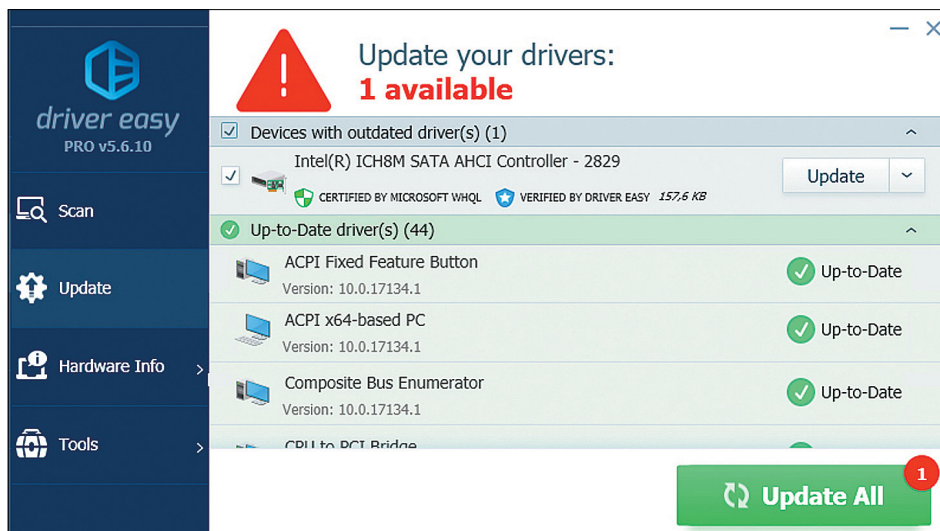 driver easy
PRO v5.6.10
Scan
Update
Hardware Info
Tools
Update your drivers:
1 available
Devices with outdated driver(s) (1)
Intel(R) ICH8M SATA AHCI Controller - 2829
CERTIFIED BY MICROSOFT WHQL VERIFIED BY DRIVER EASY 157,6 KB
Update
Up-to-Date driver(s) (44)
ACPI Fixed Feature Button
Version: 10.0.17134.1
Up-to-Date
ACPI x64-based PC
Version: 10.0.17134.1
Up-to-Date
Composite Bus Enumerator
Version: 10.0.17134.1
Up-to-Date
CPU to PCI Bridge
Update All
1